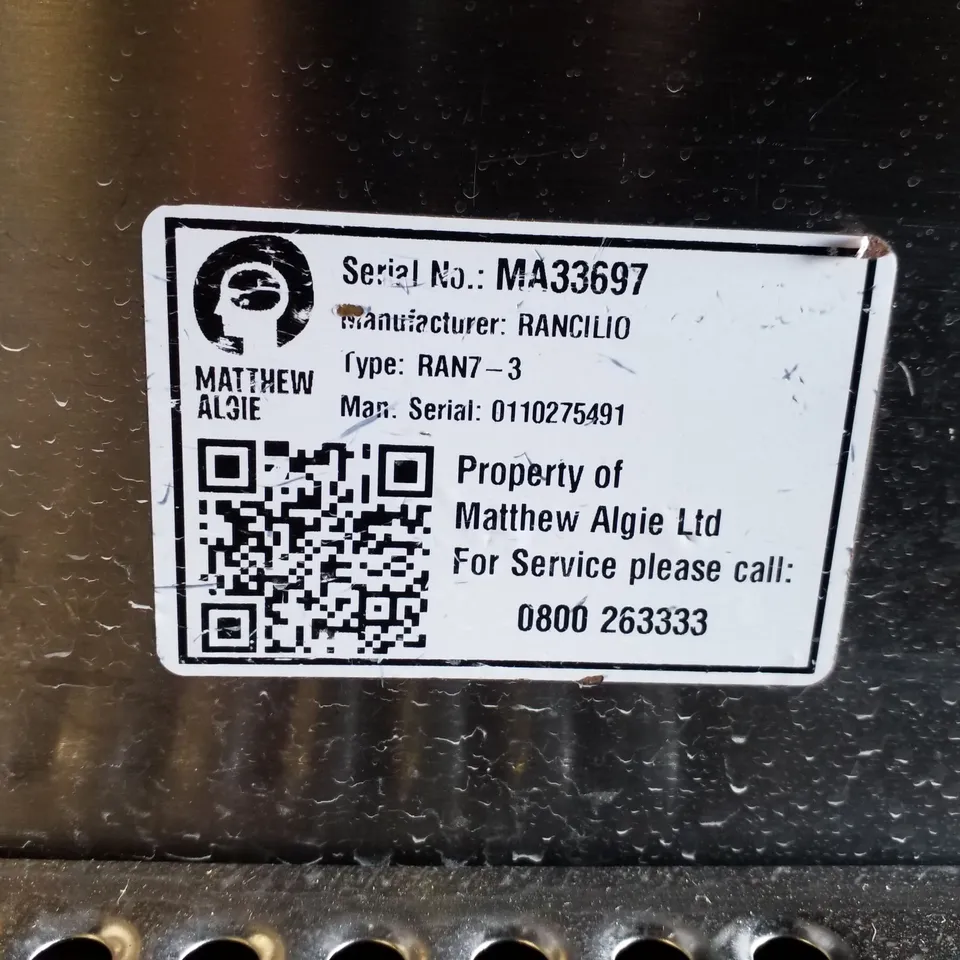 Serial No.: MA33697
Manufacturer: RANCILIO
Type: RAN7-3
Man. Serial: 0110275491
MATTHEW
ALGIE
Property of
Matthew Algie Ltd
For Service please call:
0800 263333